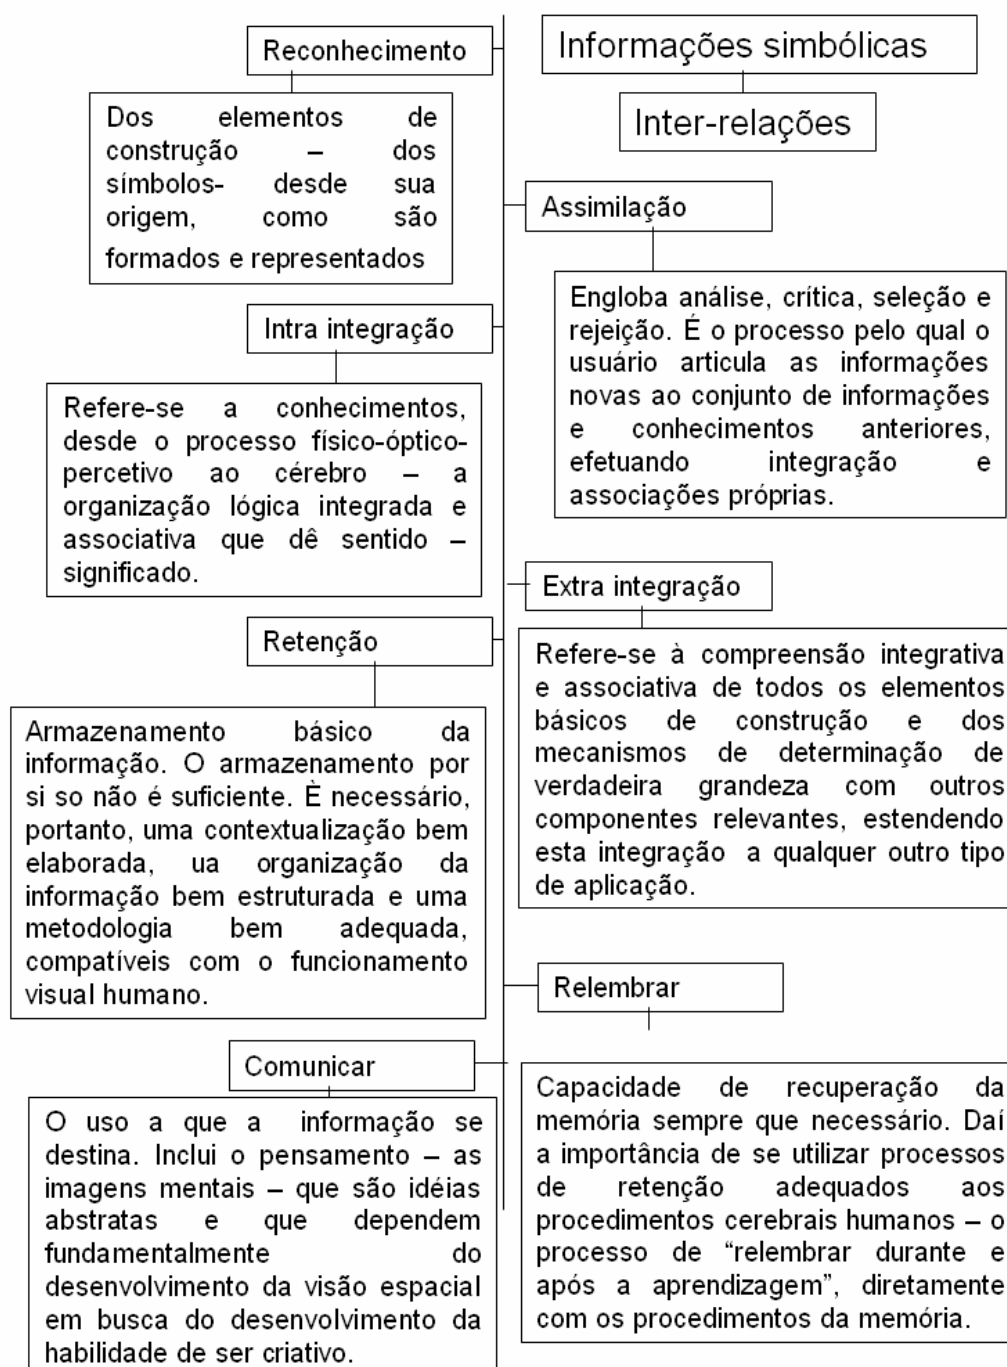 Informações simbólicas
Inter-relações
Reconhecimento
Dos elementos de
construção – dos
símbolos- desde sua
origem, como são
formados e representados
Assimilação
Engloba análise, crítica, seleção e
rejeição. É o processo pelo qual o
usuário articula as informações
novas ao conjunto de informações
e conhecimentos anteriores,
efetuando integração e
associações próprias.
Intra integração
Refere-se a conhecimentos,
desde o processo físico-óptico-
percetivo ao cérebro – a
organização lógica integrada e
associativa que dê sentido –
significado.
Extra integração
Refere-se à compreensão integrativa
e associativa de todos os elementos
básicos de construção e dos
mecanismos de determinação de
verdadeira grandeza com outros
componentes relevantes, estendendo
esta integração a qualquer outro tipo
de aplicação.
Retenção
Armazenamento básico da
informação. O armazenamento por
si so não é suficiente. È necessário,
portanto, uma contextualização bem
elaborada, ua organização da
informação bem estruturada e uma
metodologia bem adequada,
compatíveis com o funcionamento
visual humano.
Relembrar
Capacidade de recuperação da
memória sempre que necessário. Daí
a importância de se utilizar processos
de retenção adequados aos
procedimentos cerebrais humanos – o
processo de “relembrar durante e
após a aprendizagem”, diretamente
com os procedimentos da memória.
Comunicar
O uso a que a informação se
destina. Inclui o pensamento – as
imagens mentais – que são idéias
abstratas e que dependem
fundamentalmente do
desenvolvimento da visão espacial
em busca do desenvolvimento da
habilidade de ser criativo.